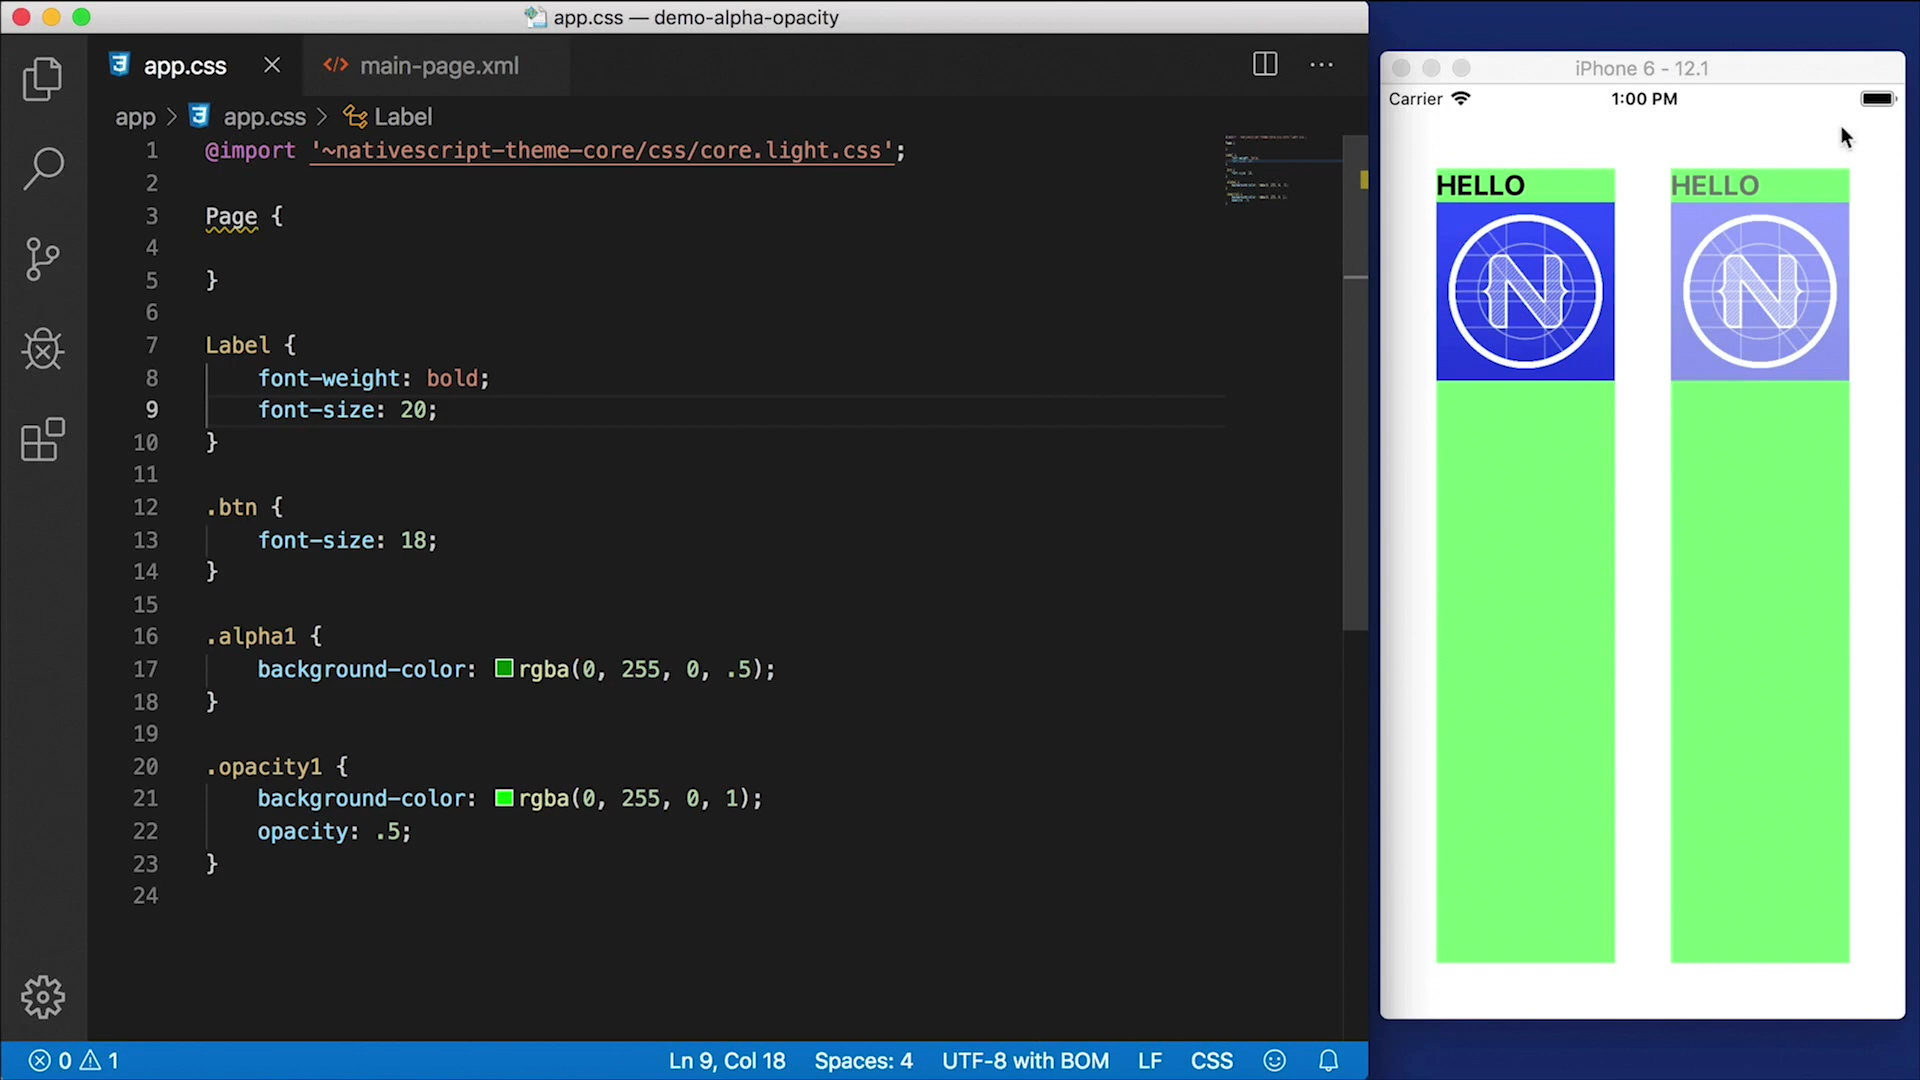 app.css — demo-alpha-opacity
app.css
main-page.xml
app > app.css > Label
1 @import '~nativescript-theme-core/css/core.light.css';
2
3 Page {
4
5 }
6
7 Label {
8 font-weight: bold;
9 font-size: 20;
10 }
11
12 .btn {
13 font-size: 18;
14 }
15
16 .alpha1 {
17 background-color: rgba(0, 255, 0, .5);
18 }
19
20 .opacity1 {
21 background-color: rgba(0, 255, 0, 1);
22 opacity: .5;
23 }
24
0 1 Ln 9, Col 18 Spaces: 4 UTF-8 with BOM LF CSS
iPhone 6 - 12.1
Carrier 1:00 PM
HELLO HELLO
N N